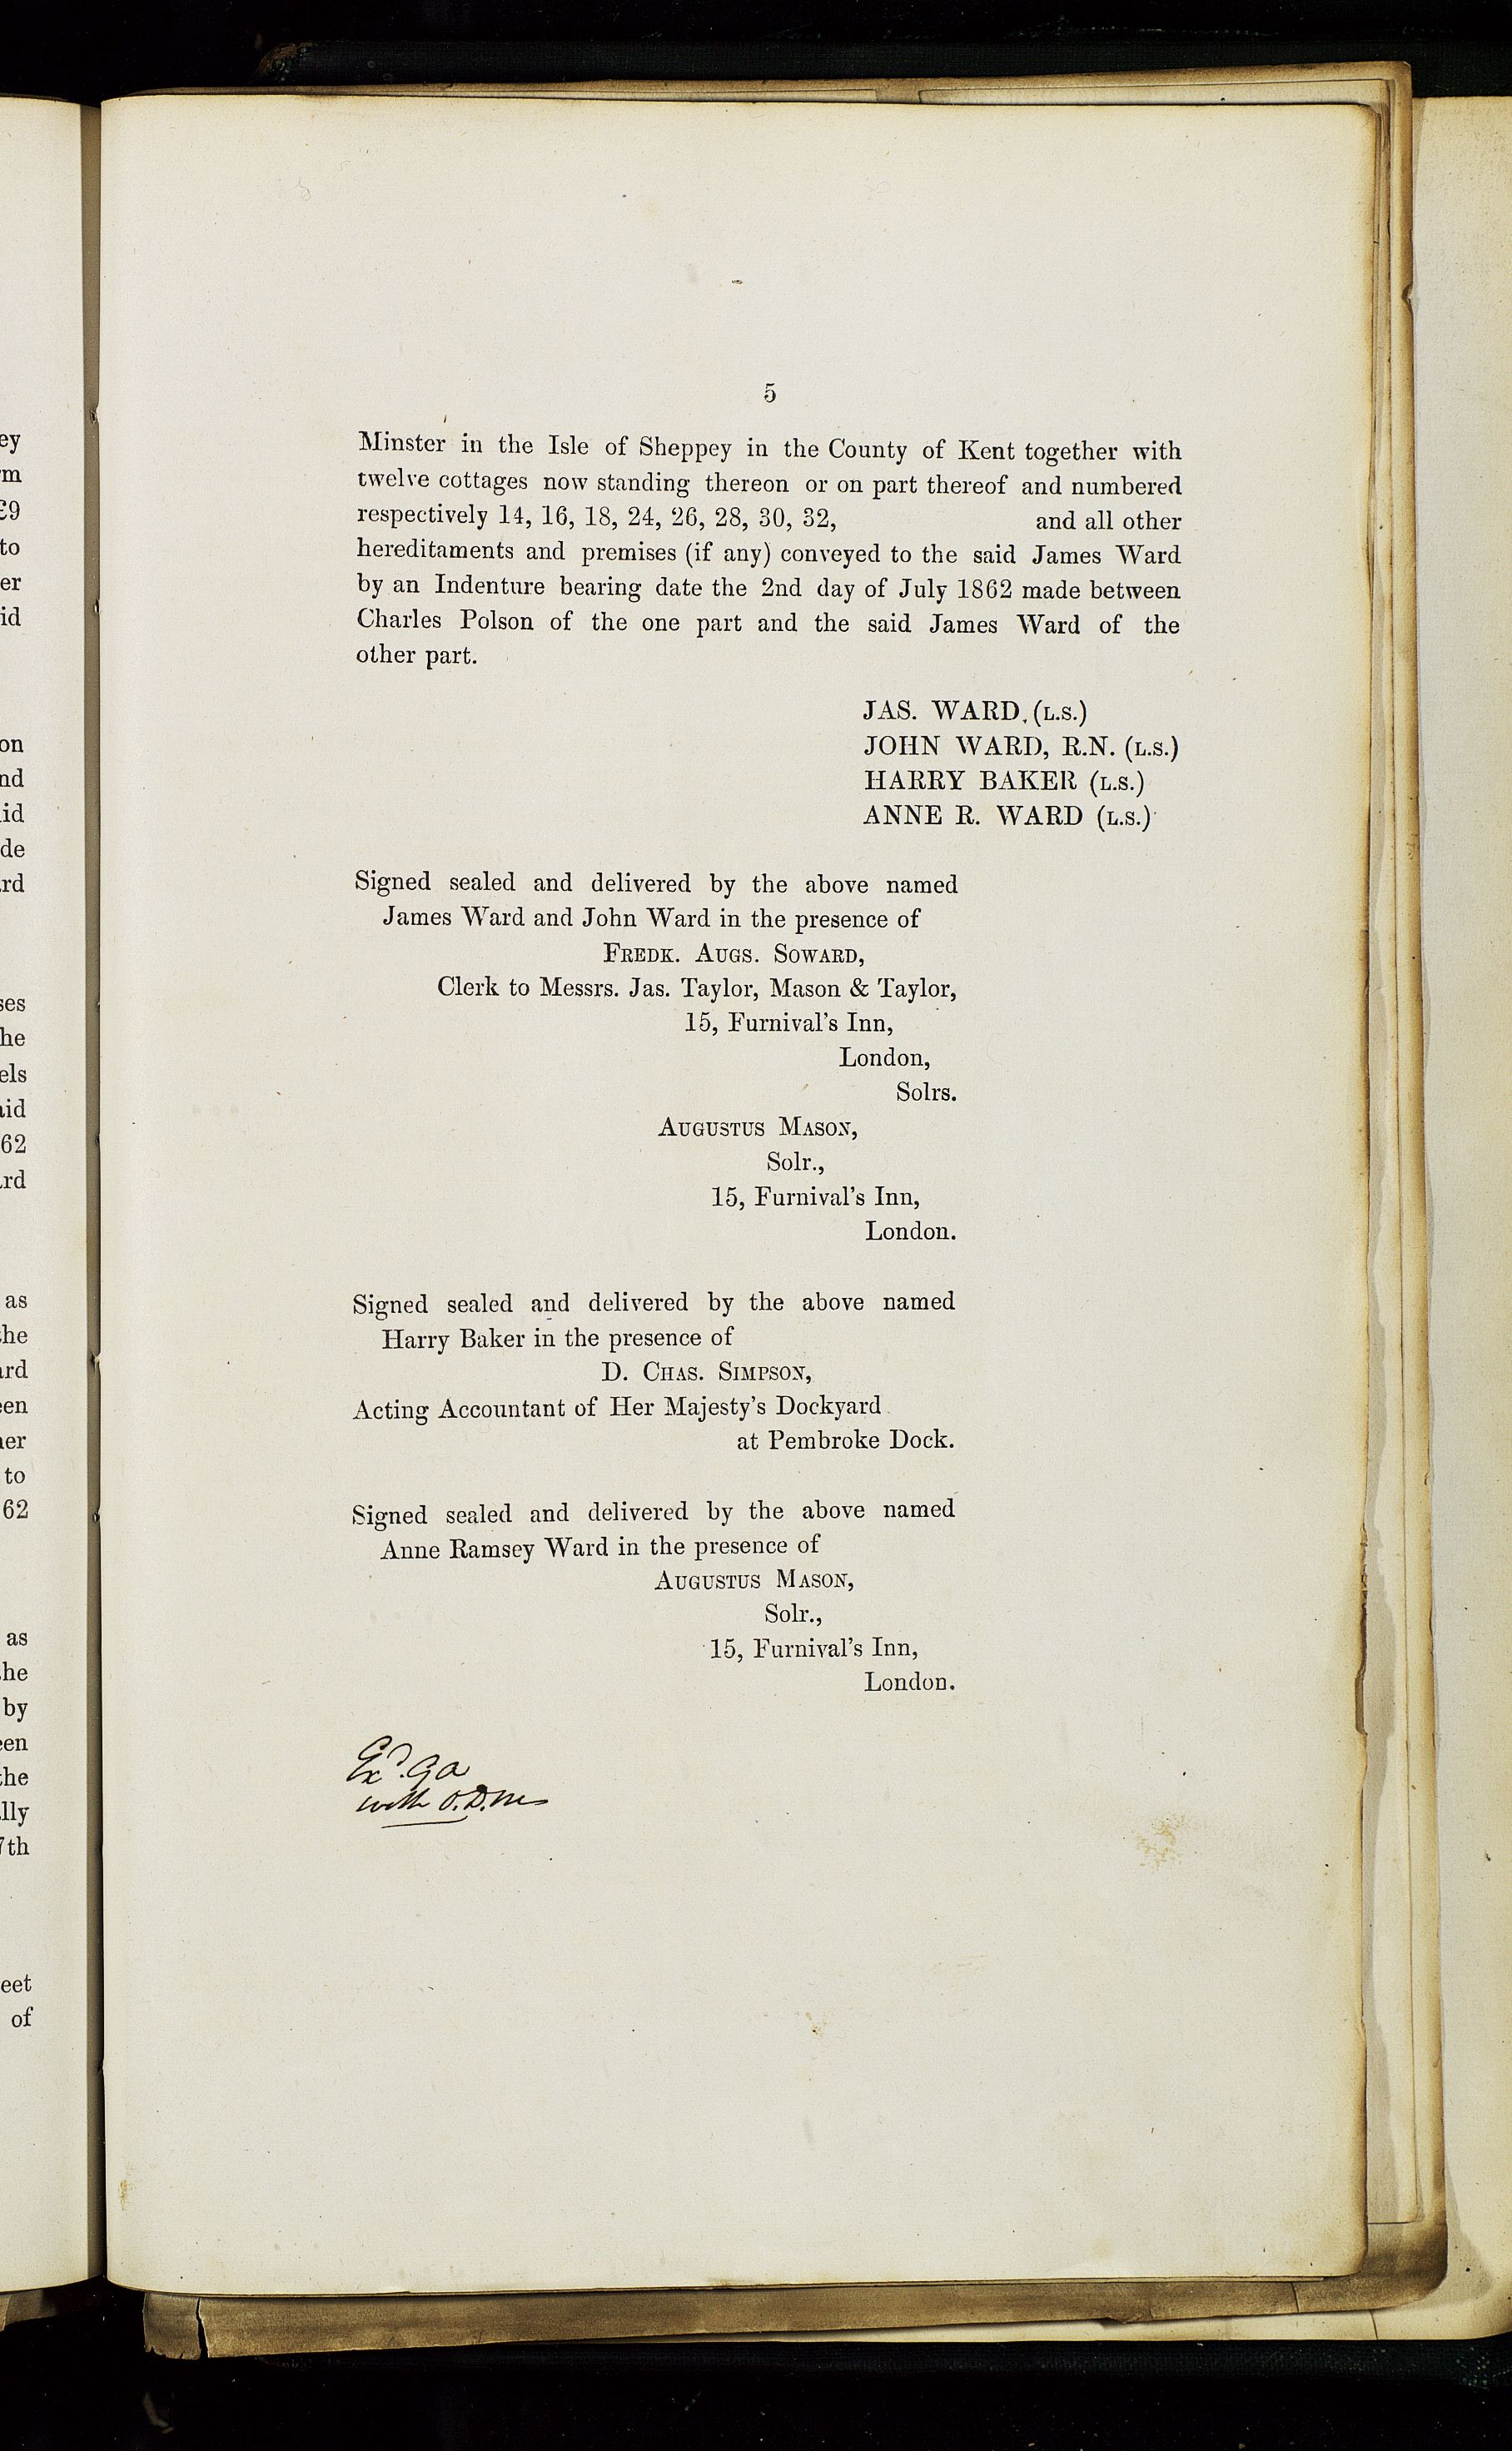 5
Minster in the Isle of Sheppey in the County of Kent together with
twelve cottages now standing thereon or on part thereof and numbered
respectively 14, 16, 18, 24, 26, 28, 30, 32, and all other
hereditaments and premises (if any) conveyed to the said James Ward
by an Indenture bearing date the 2nd day of July 1862 made between
Charles Polson of the one part and the said James Ward of the
other part.
JAS. WARD, (L.S.)
JOHN WARD, R.N. (L.S.)
HARRY BAKER (L.S.)
ANNE R. WARD (L.S.)
Signed sealed and delivered by the above named
James Ward and John Ward in the presence of
FREDK. AUGS. SOWARD,
Clerk to Messrs. Jas. Taylor, Mason & Taylor,
15, Furnival's Inn,
London,
Solrs.
AUGUSTUS MASON,
Solr.,
15, Furnival's Inn,
London.
Signed sealed and delivered by the above named
Harry Baker in the presence of
D. CHAS. SIMPSON,
Acting Accountant of Her Majesty's Dockyard
at Pembroke Dock.
Signed sealed and delivered by the above named
Anne Ramsey Ward in the presence of
AUGUSTUS MASON,
Solr.,
15, Furnival's Inn,
London.
Exd.
with